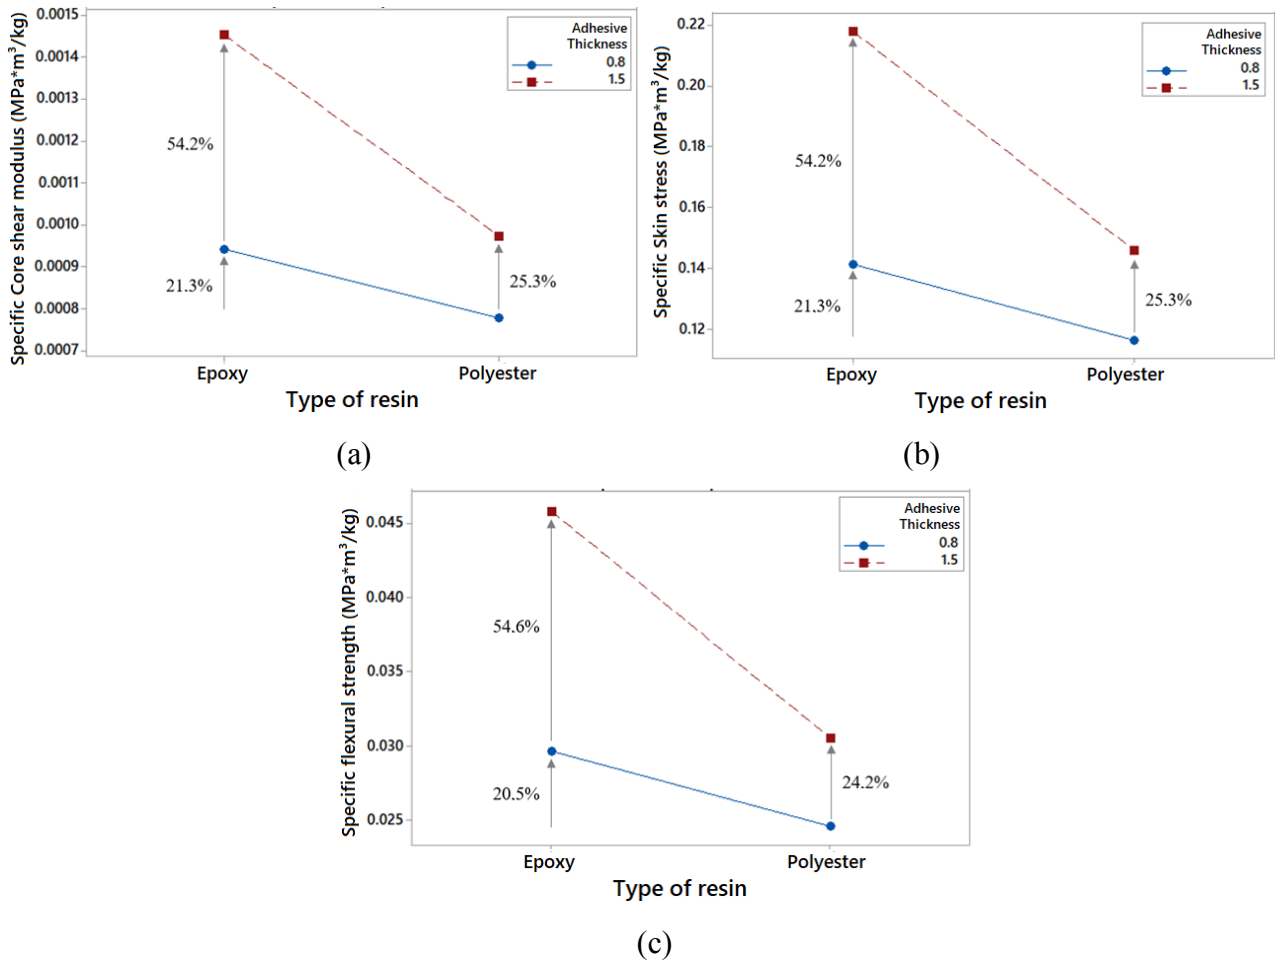 Specific Core shear modulus (MPa*m³/kg)
0.0015
0.0014
0.0013
0.0012
0.0011
0.0010
0.0009
0.0008
0.0007
Adhesive
Thickness
0.8
1.5
54.2%
21.3%
25.3%
Epoxy
Polyester
Type of resin
(a)
Specific Skin stress (MPa*m³/kg)
0.22
0.20
0.18
0.16
0.14
0.12
Adhesive
Thickness
0.8
1.5
54.2%
21.3%
25.3%
Epoxy
Polyester
Type of resin
(b)
Specific flexural strength (MPa*m³/kg)
0.045
0.040
0.035
0.030
0.025
Adhesive
Thickness
0.8
1.5
54.6%
20.5%
24.2%
Epoxy
Polyester
Type of resin
(c)